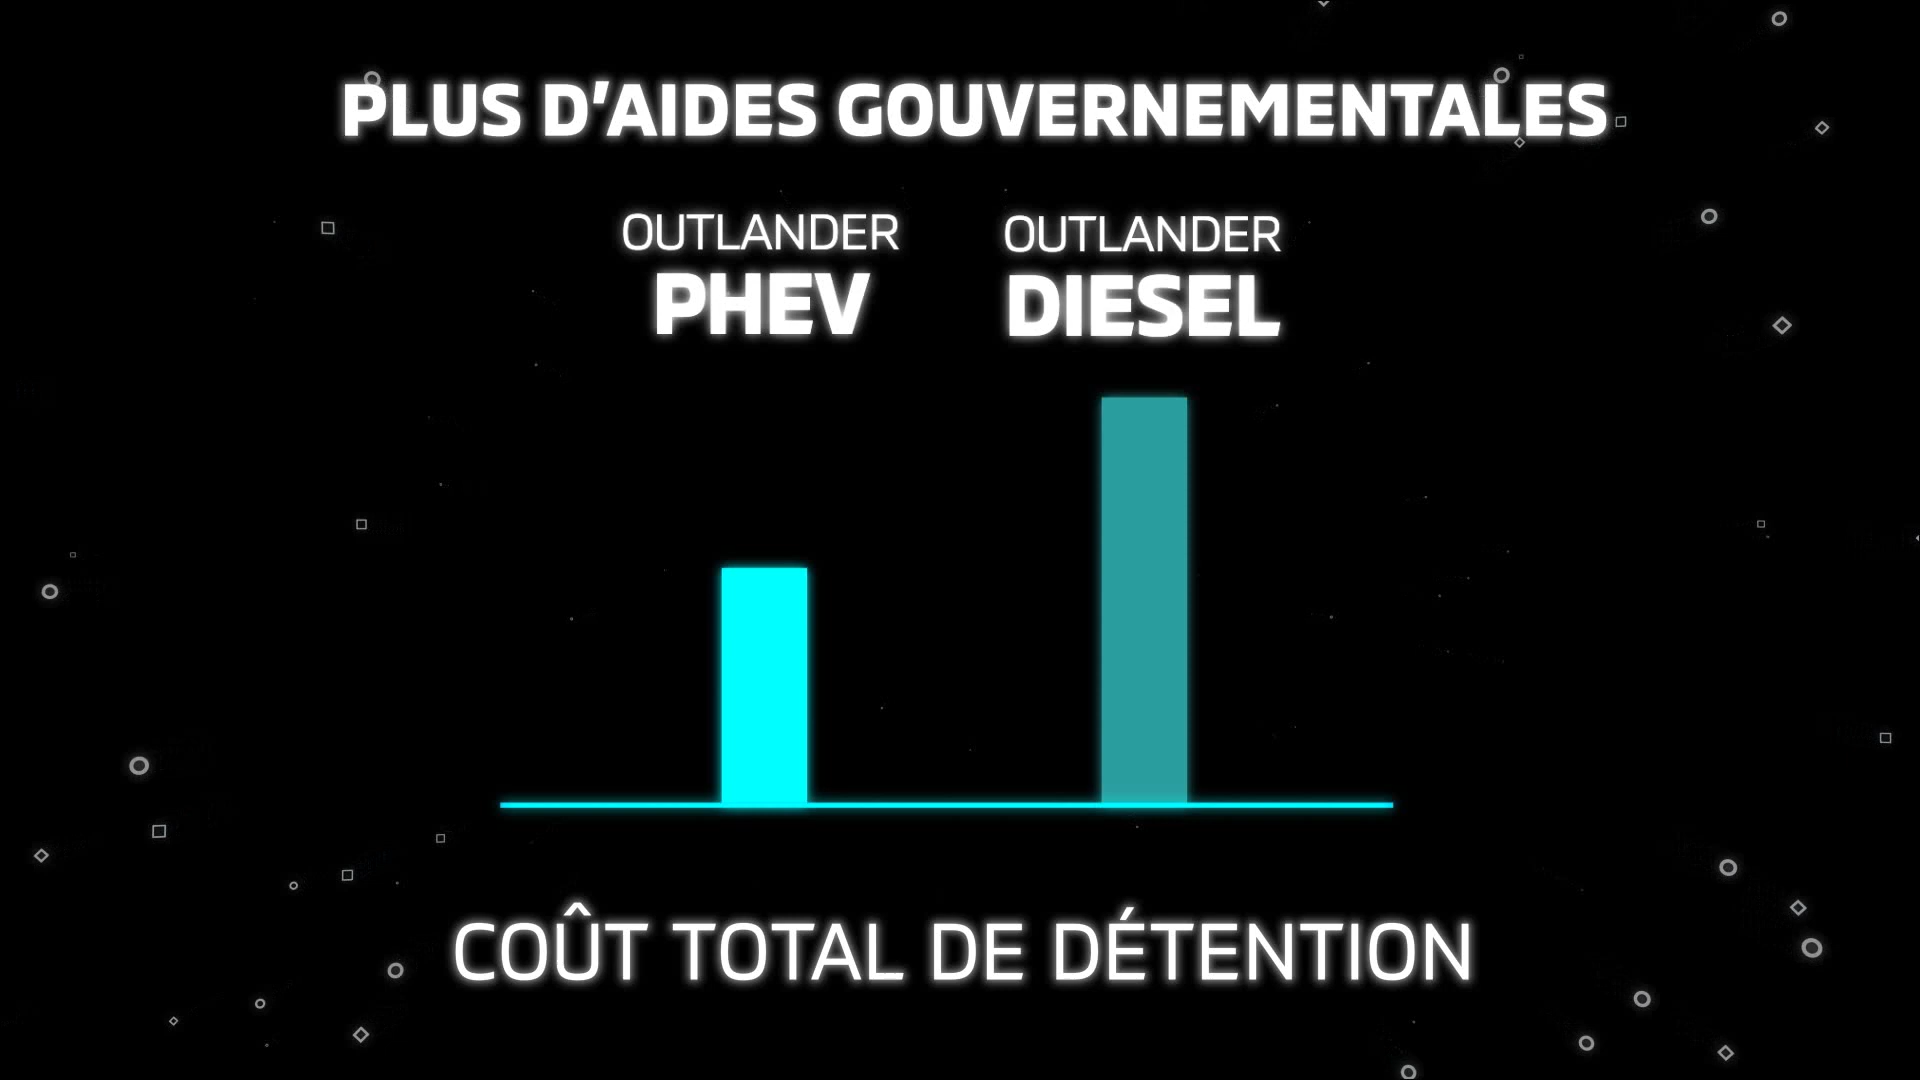 PLUS D'AIDES GOUVERNEMENTALES
OUTLANDER
PHEV
OUTLANDER
DIESEL
COÛT TOTAL DE DÉTENTION